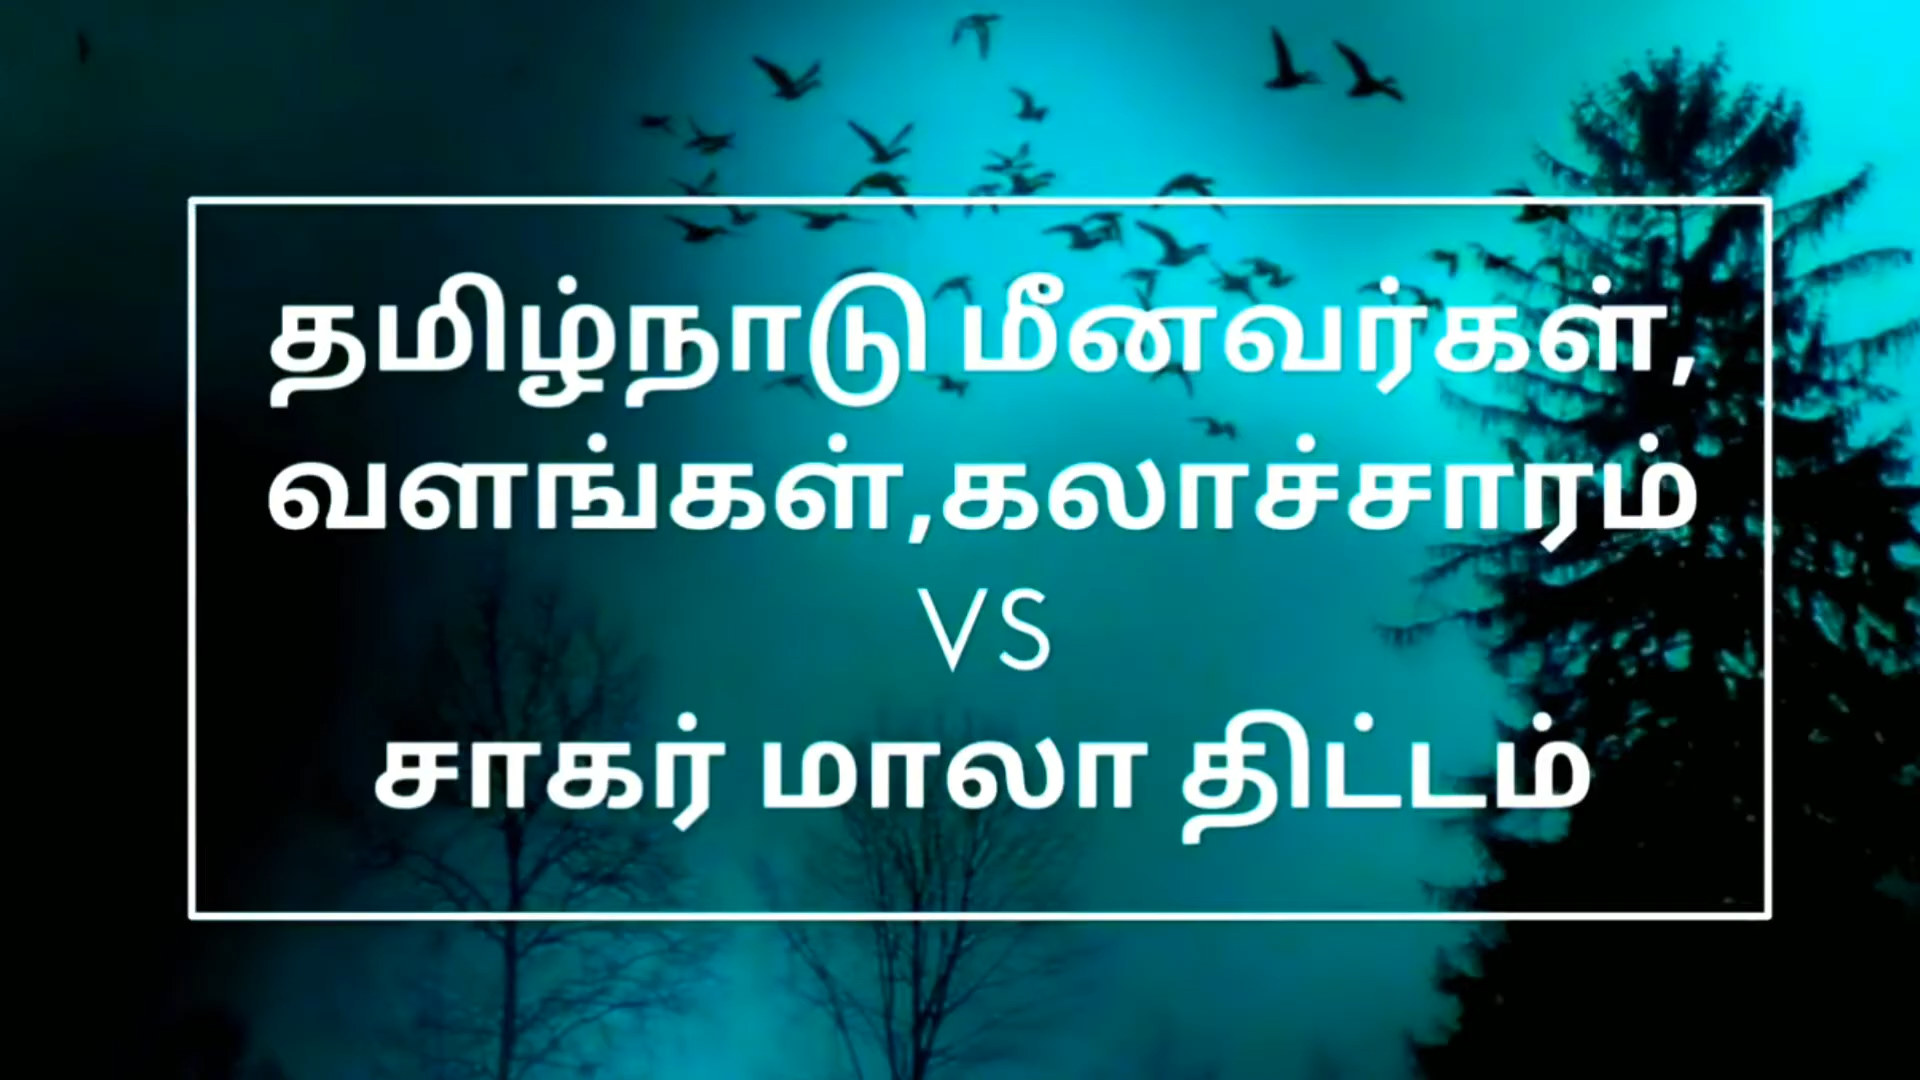 தமிழ்நாடு மீனவர்கள்,
வளங்கள்,கலாச்சாரம்
VS
சாகர் மாலா திட்டம்